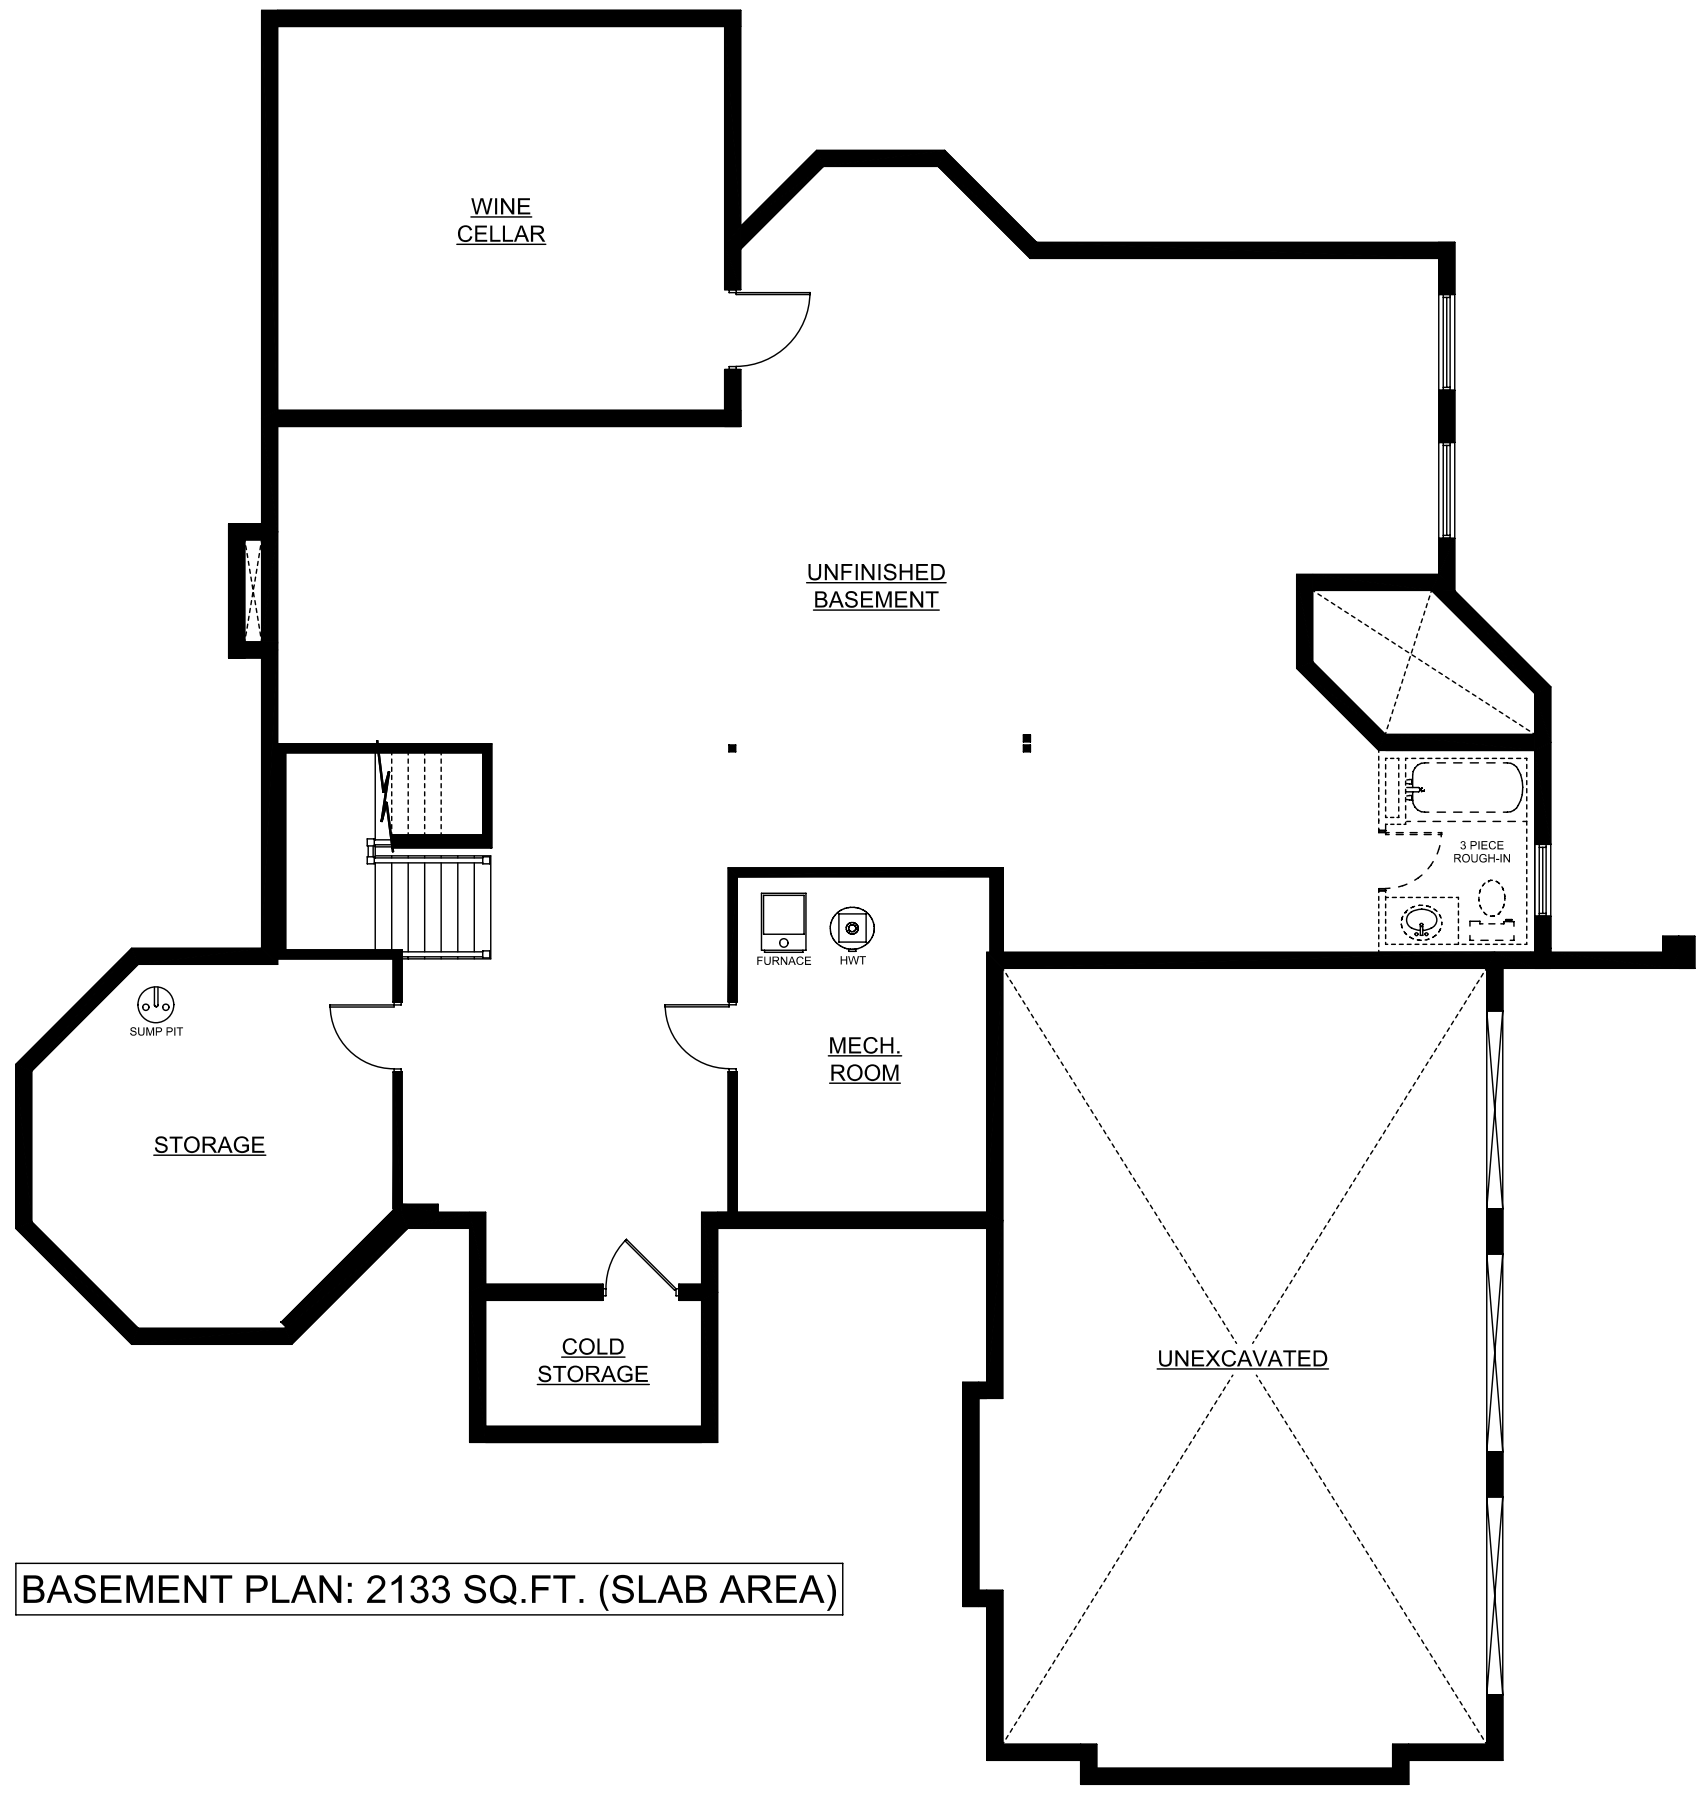 WINE
CELLAR
UNFINISHED
BASEMENT
3 PIECE
ROUGH-IN
FURNACE
HWT
SUMP PIT
MECH.
ROOM
STORAGE
COLD
STORAGE
UNEXCAVATED
BASEMENT PLAN: 2133 SQ.FT. (SLAB AREA)